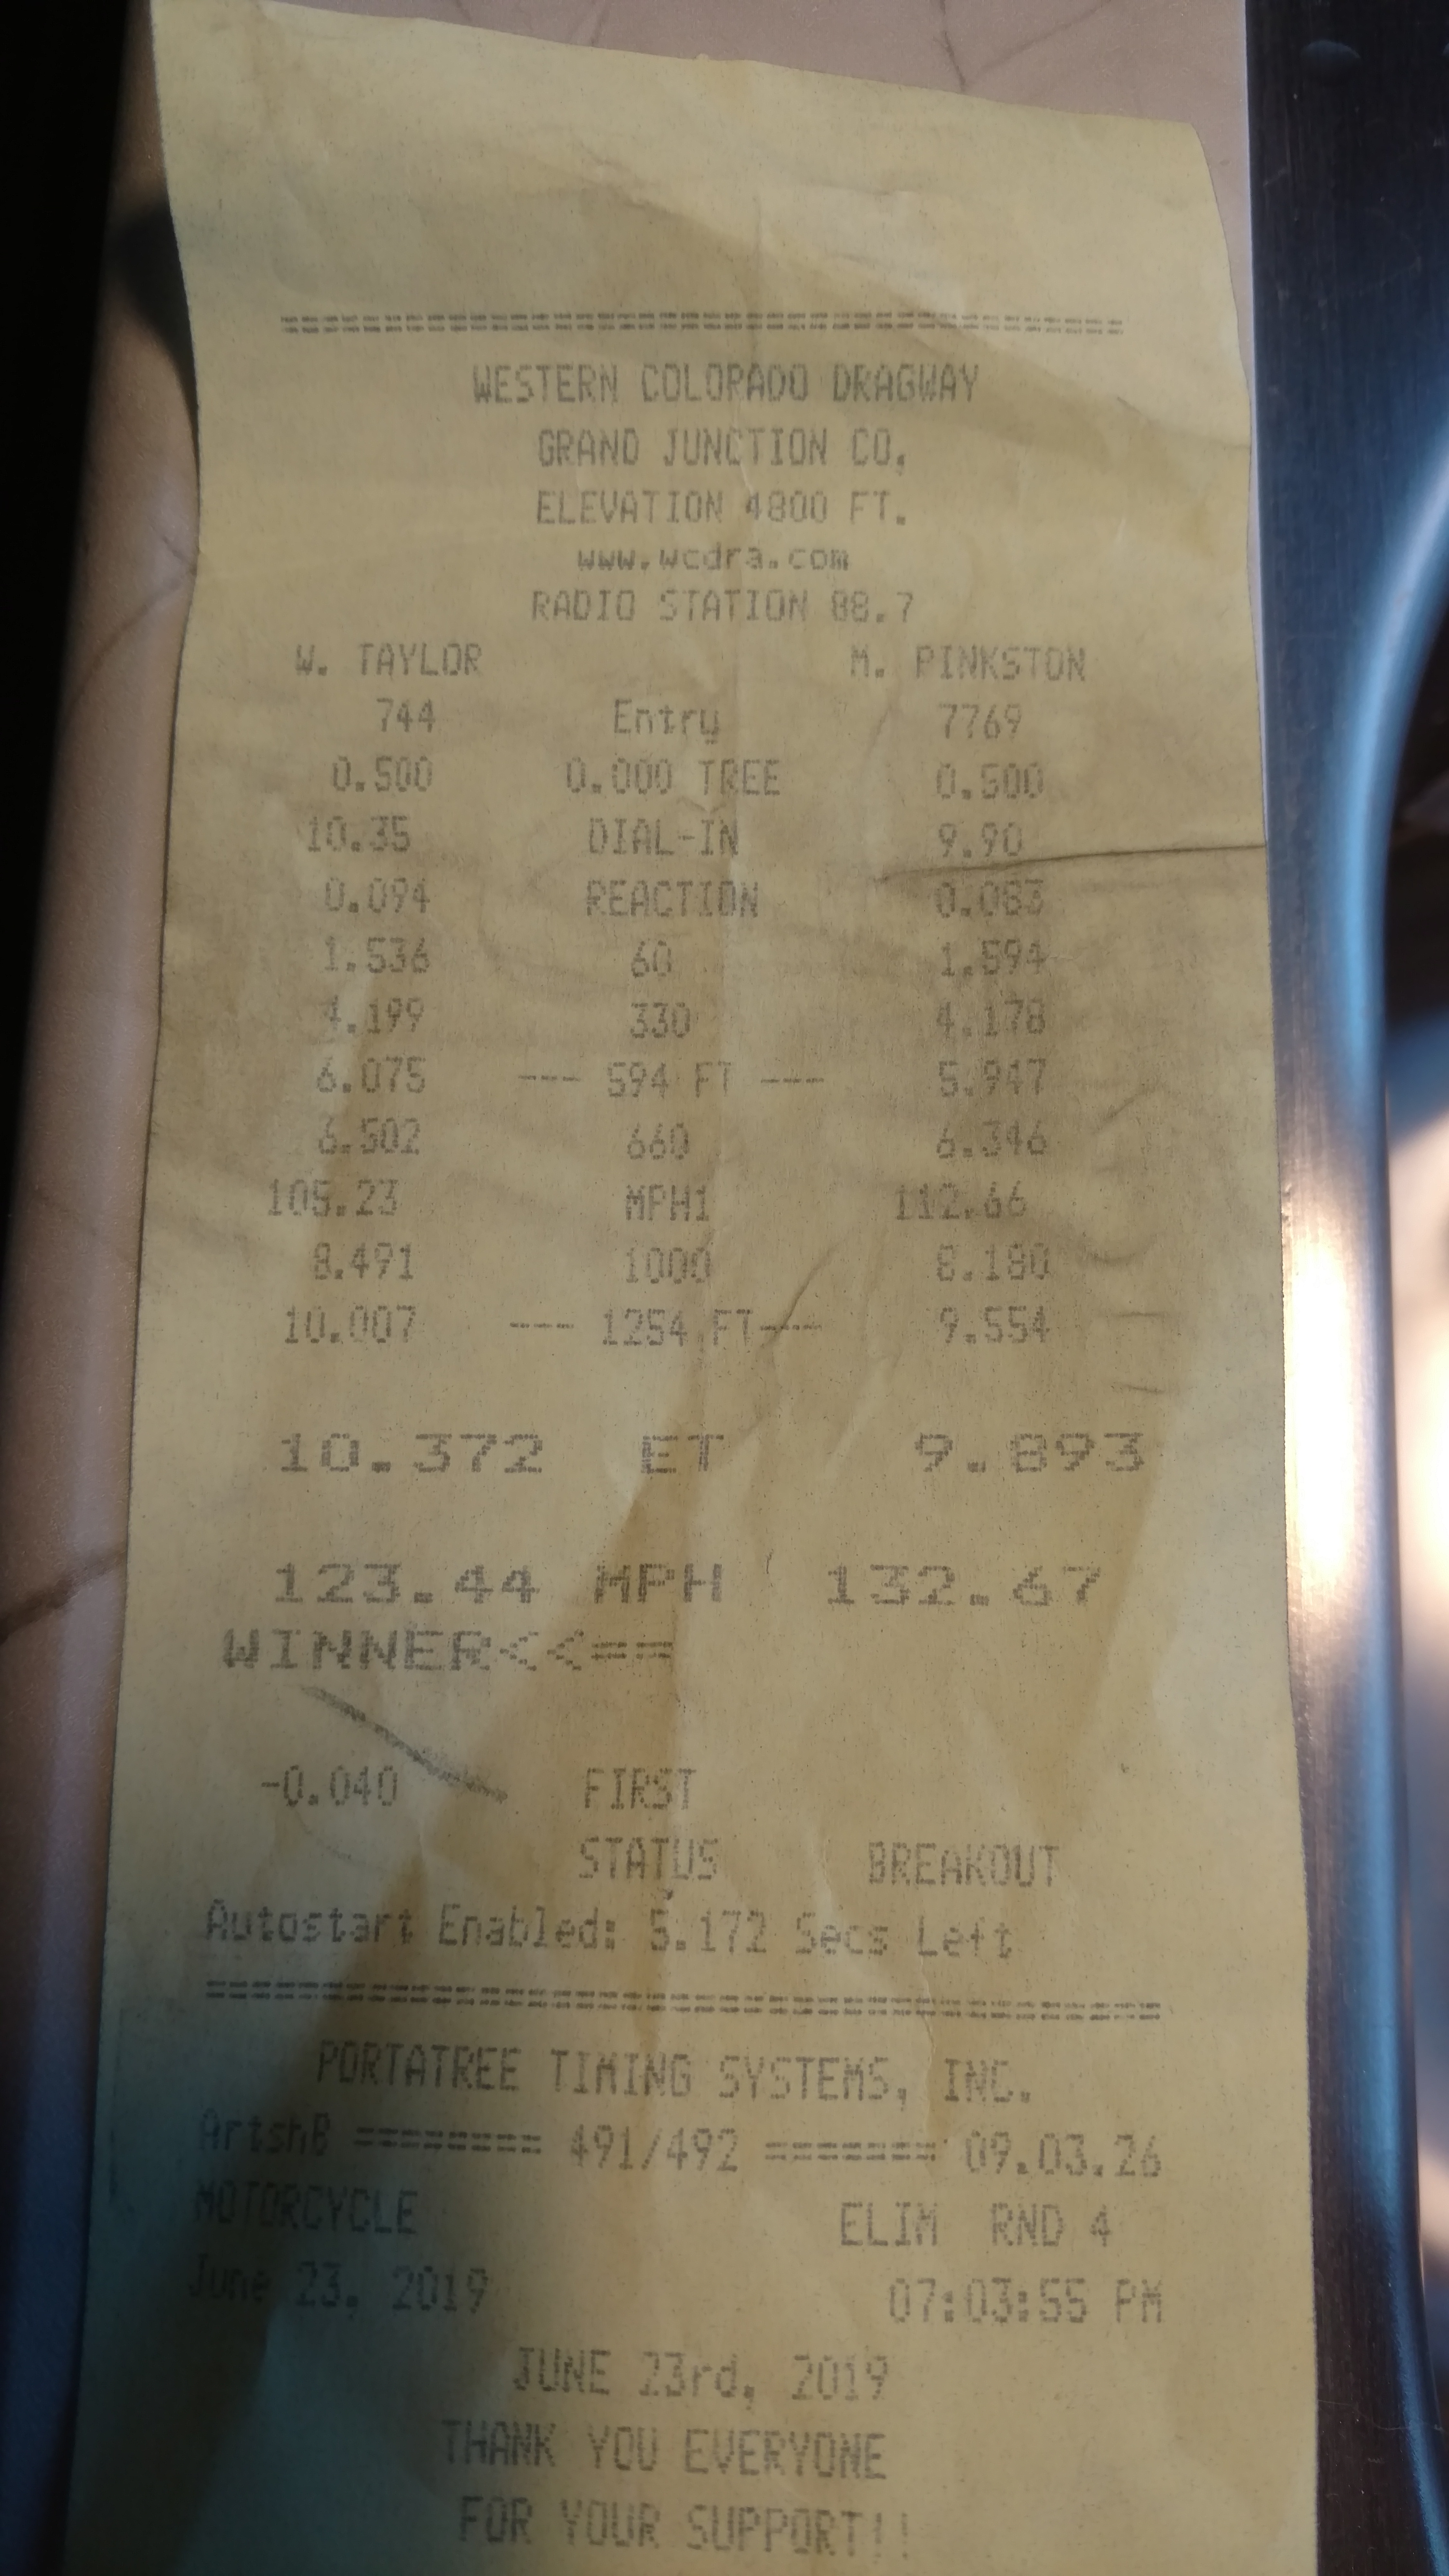 =======================================
WESTERN COLORADO DRAGWAY
GRAND JUNCTION CO.
ELEVATION 4800 FT.
www.wcdra.com
RADIO STATION 88.7
W. TAYLOR M. PINKSTON
744 Entry 7769
0.500 0.000 TREE 0.500
10.35 DIAL-IN 9.90
0.094 REACTION 0.083
1.536 60 1.594
4.199 330 4.178
6.075 --- 594 FT --- 5.947
6.502 660 6.346
105.23 MPH1 112.66
8.491 1000 8.180
10.007 --- 1254 FT--- 9.554
10.372 ET 9.893
123.44 MPH 132.67
WINNER<<==
-0.040 FIRST
STATUS BREAKOUT
Autostart Enabled: 5.172 Secs Left
=======================================
PORTATREE TIMING SYSTEMS, INC.
ArtshB ======== 491/492 ======= 09.03.26
MOTORCYCLE ELIM RND 4
June 23, 2019 07:03:55 PM
JUNE 23rd, 2019
THANK YOU EVERYONE
FOR YOUR SUPPORT!!